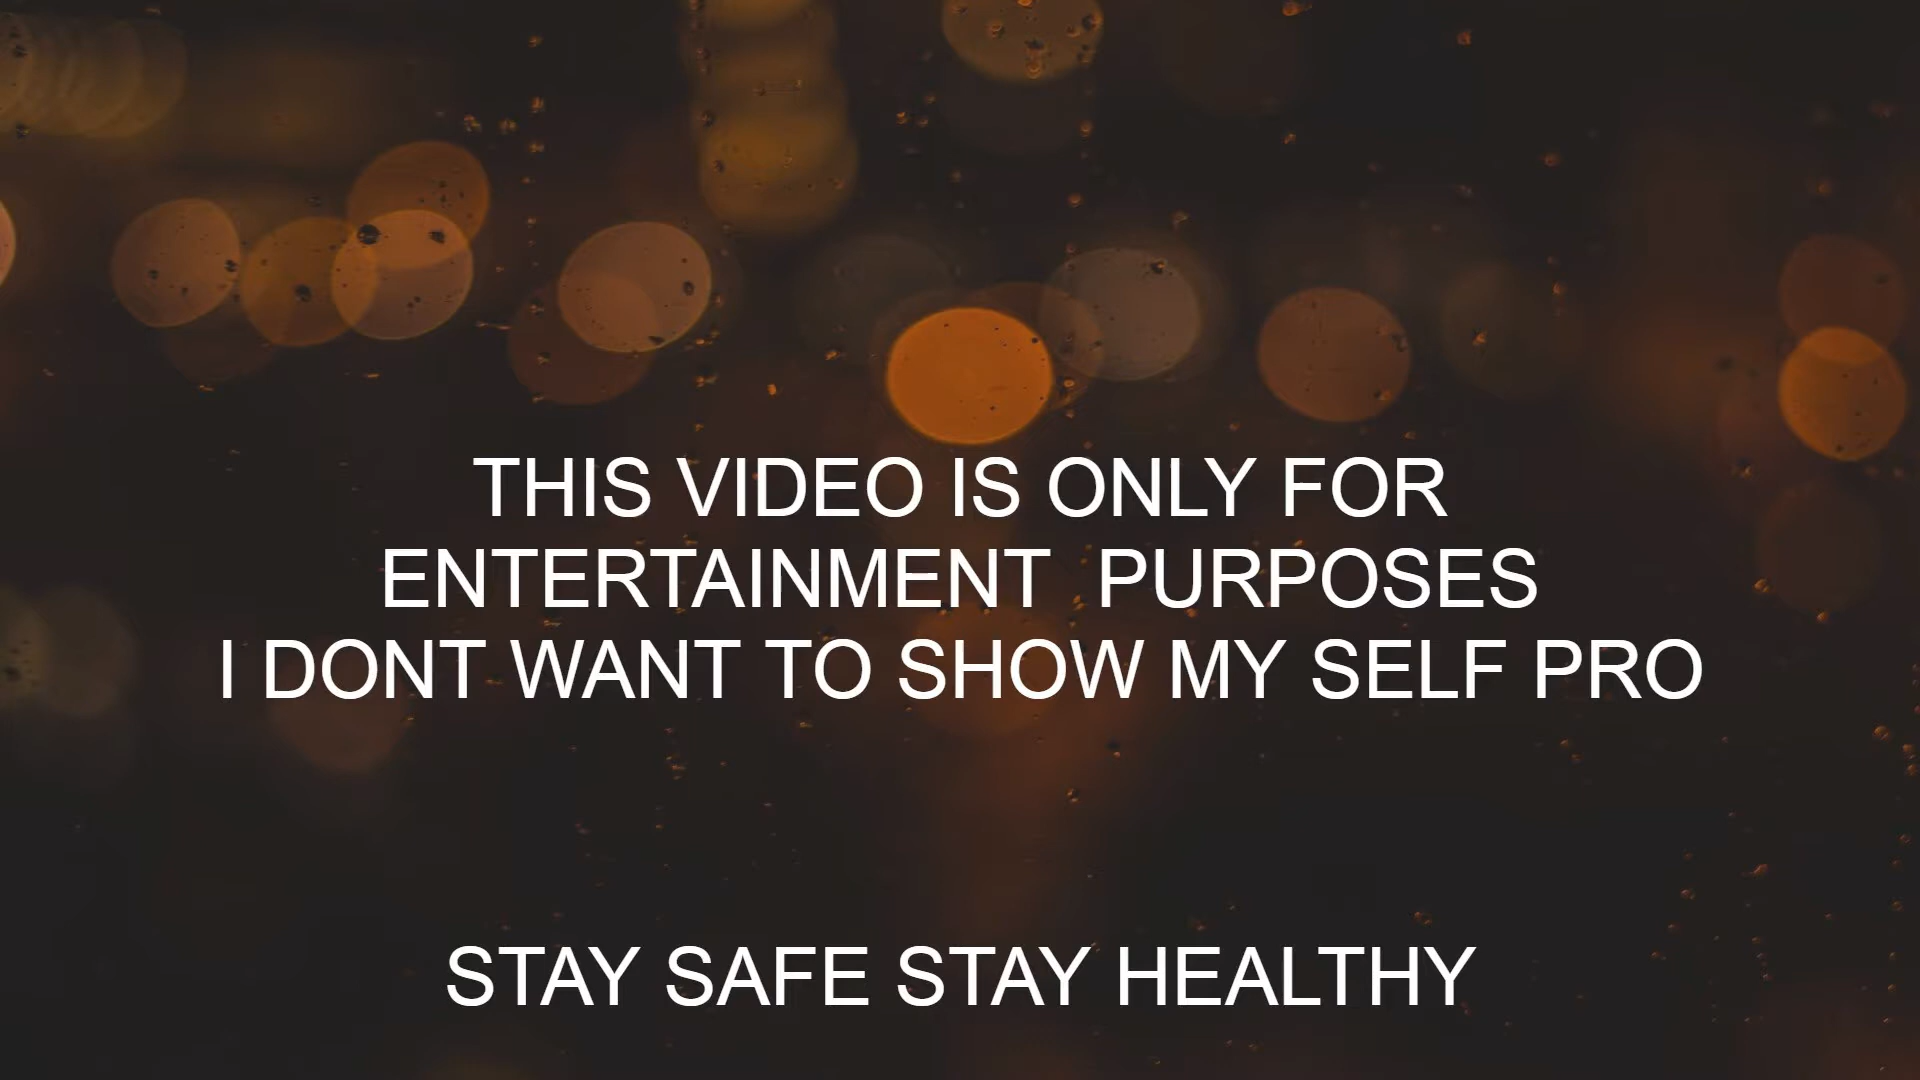 THIS VIDEO IS ONLY FOR
ENTERTAINMENT  PURPOSES
I DONT WANT TO SHOW MY SELF PRO
STAY SAFE STAY HEALTHY